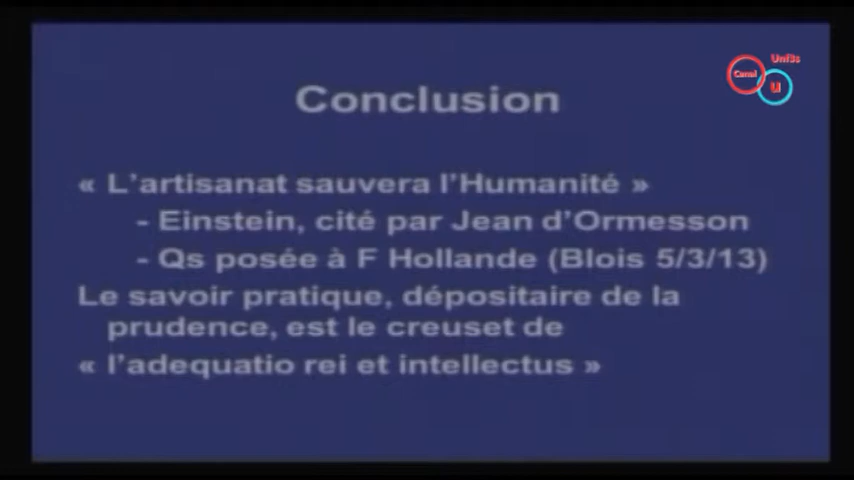 Uni3s
Canal
u
Conclusion
« L'artisanat sauvera l'Humanité »
- Einstein, cité par Jean d'Ormesson
- Qs posée à F Hollande (Blois 5/3/13)
Le savoir pratique, dépositaire de la
prudence, est le creuset de
« l'adequatio rei et intellectus »